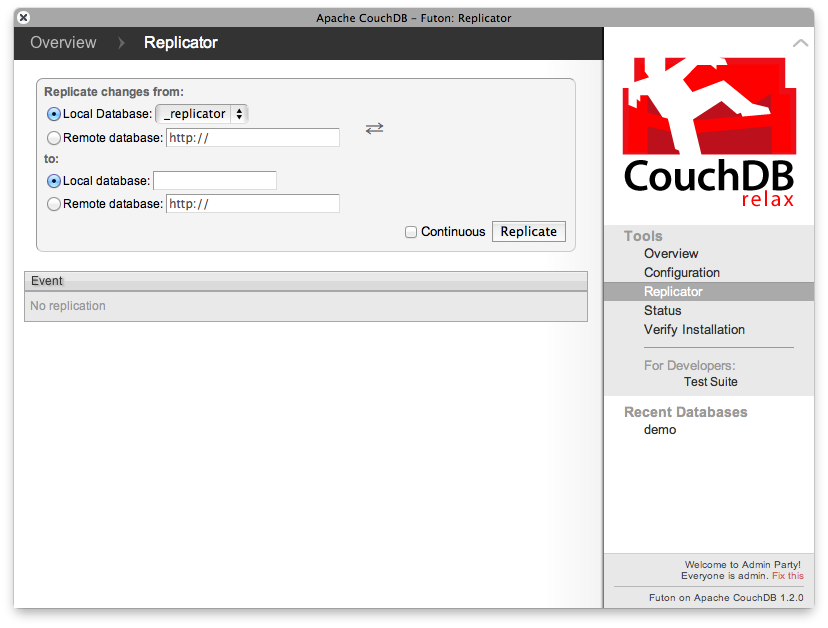 Apache CouchDB – Futon: Replicator
Overview Replicator
Replicate changes from:
Local Database: _replicator
Remote database: http://
to:
Local database:
Remote database: http://
Continuous Replicate
Event
No replication
CouchDB
relax
Tools
Overview
Configuration
Replicator
Status
Verify Installation
For Developers:
Test Suite
Recent Databases
demo
Welcome to Admin Party!
Everyone is admin. Fix this
Futon on Apache CouchDB 1.2.0